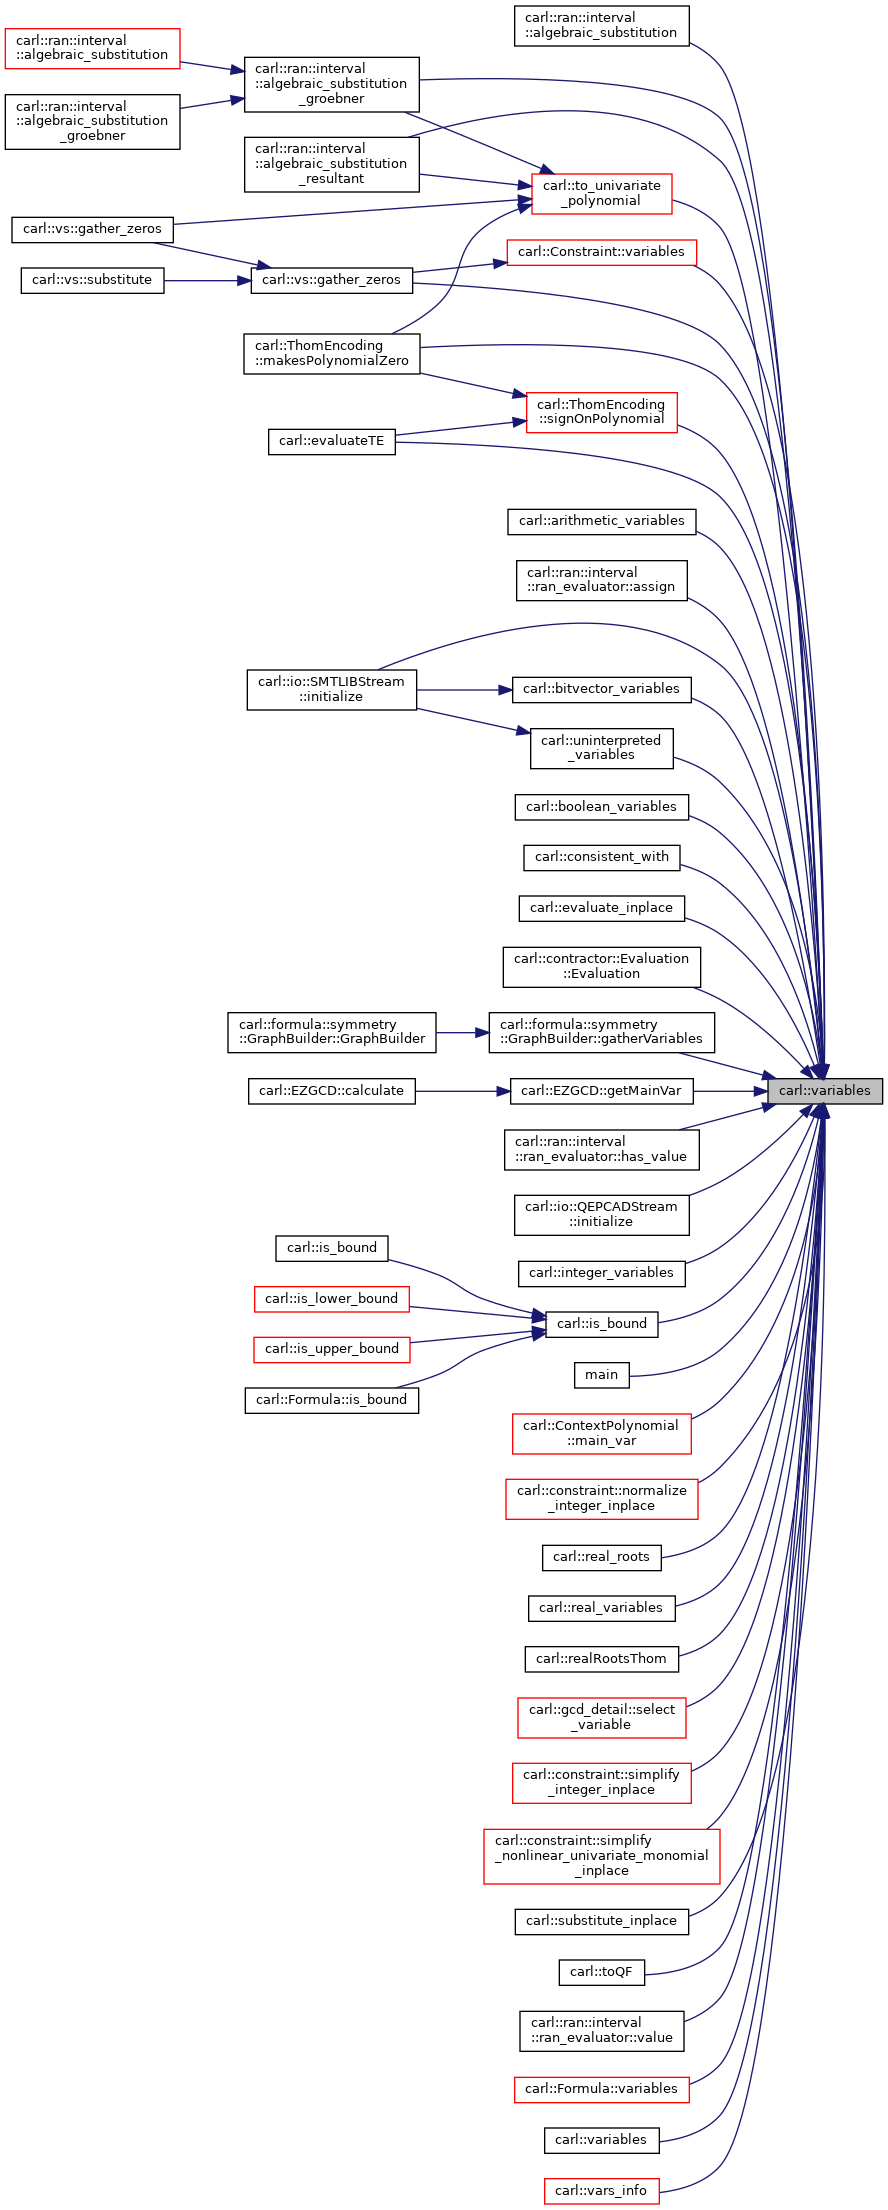 carl::ran::interval
::algebraic_substitution
carl::ran::interval
::algebraic_substitution
carl::ran::interval
::algebraic_substitution
_groebner
carl::ran::interval
::algebraic_substitution
_groebner
carl::ran::interval
::algebraic_substitution
_resultant
carl::to_univariate
_polynomial
carl::vs::gather_zeros
carl::Constraint::variables
carl::vs::substitute
carl::vs::gather_zeros
carl::ThomEncoding
::makesPolynomialZero
carl::ThomEncoding
::signOnPolynomial
carl::evaluateTE
carl::arithmetic_variables
carl::ran::interval
::ran_evaluator::assign
carl::io::SMTLIBStream
::initialize
carl::bitvector_variables
carl::uninterpreted
_variables
carl::boolean_variables
carl::consistent_with
carl::evaluate_inplace
carl::contractor::Evaluation
::Evaluation
carl::formula::symmetry
::GraphBuilder::GraphBuilder
carl::formula::symmetry
::GraphBuilder::gatherVariables
carl::EZGCD::calculate
carl::EZGCD::getMainVar
carl::variables
carl::ran::interval
::ran_evaluator::has_value
carl::io::QEPCADStream
::initialize
carl::is_bound
carl::integer_variables
carl::is_lower_bound
carl::is_bound
carl::is_upper_bound
main
carl::Formula::is_bound
carl::ContextPolynomial
::main_var
carl::constraint::normalize
_integer_inplace
carl::real_roots
carl::real_variables
carl::realRootsThom
carl::gcd_detail::select
_variable
carl::constraint::simplify
_integer_inplace
carl::constraint::simplify
_nonlinear_univariate_monomial
_inplace
carl::substitute_inplace
carl::toQF
carl::ran::interval
::ran_evaluator::value
carl::Formula::variables
carl::variables
carl::vars_info